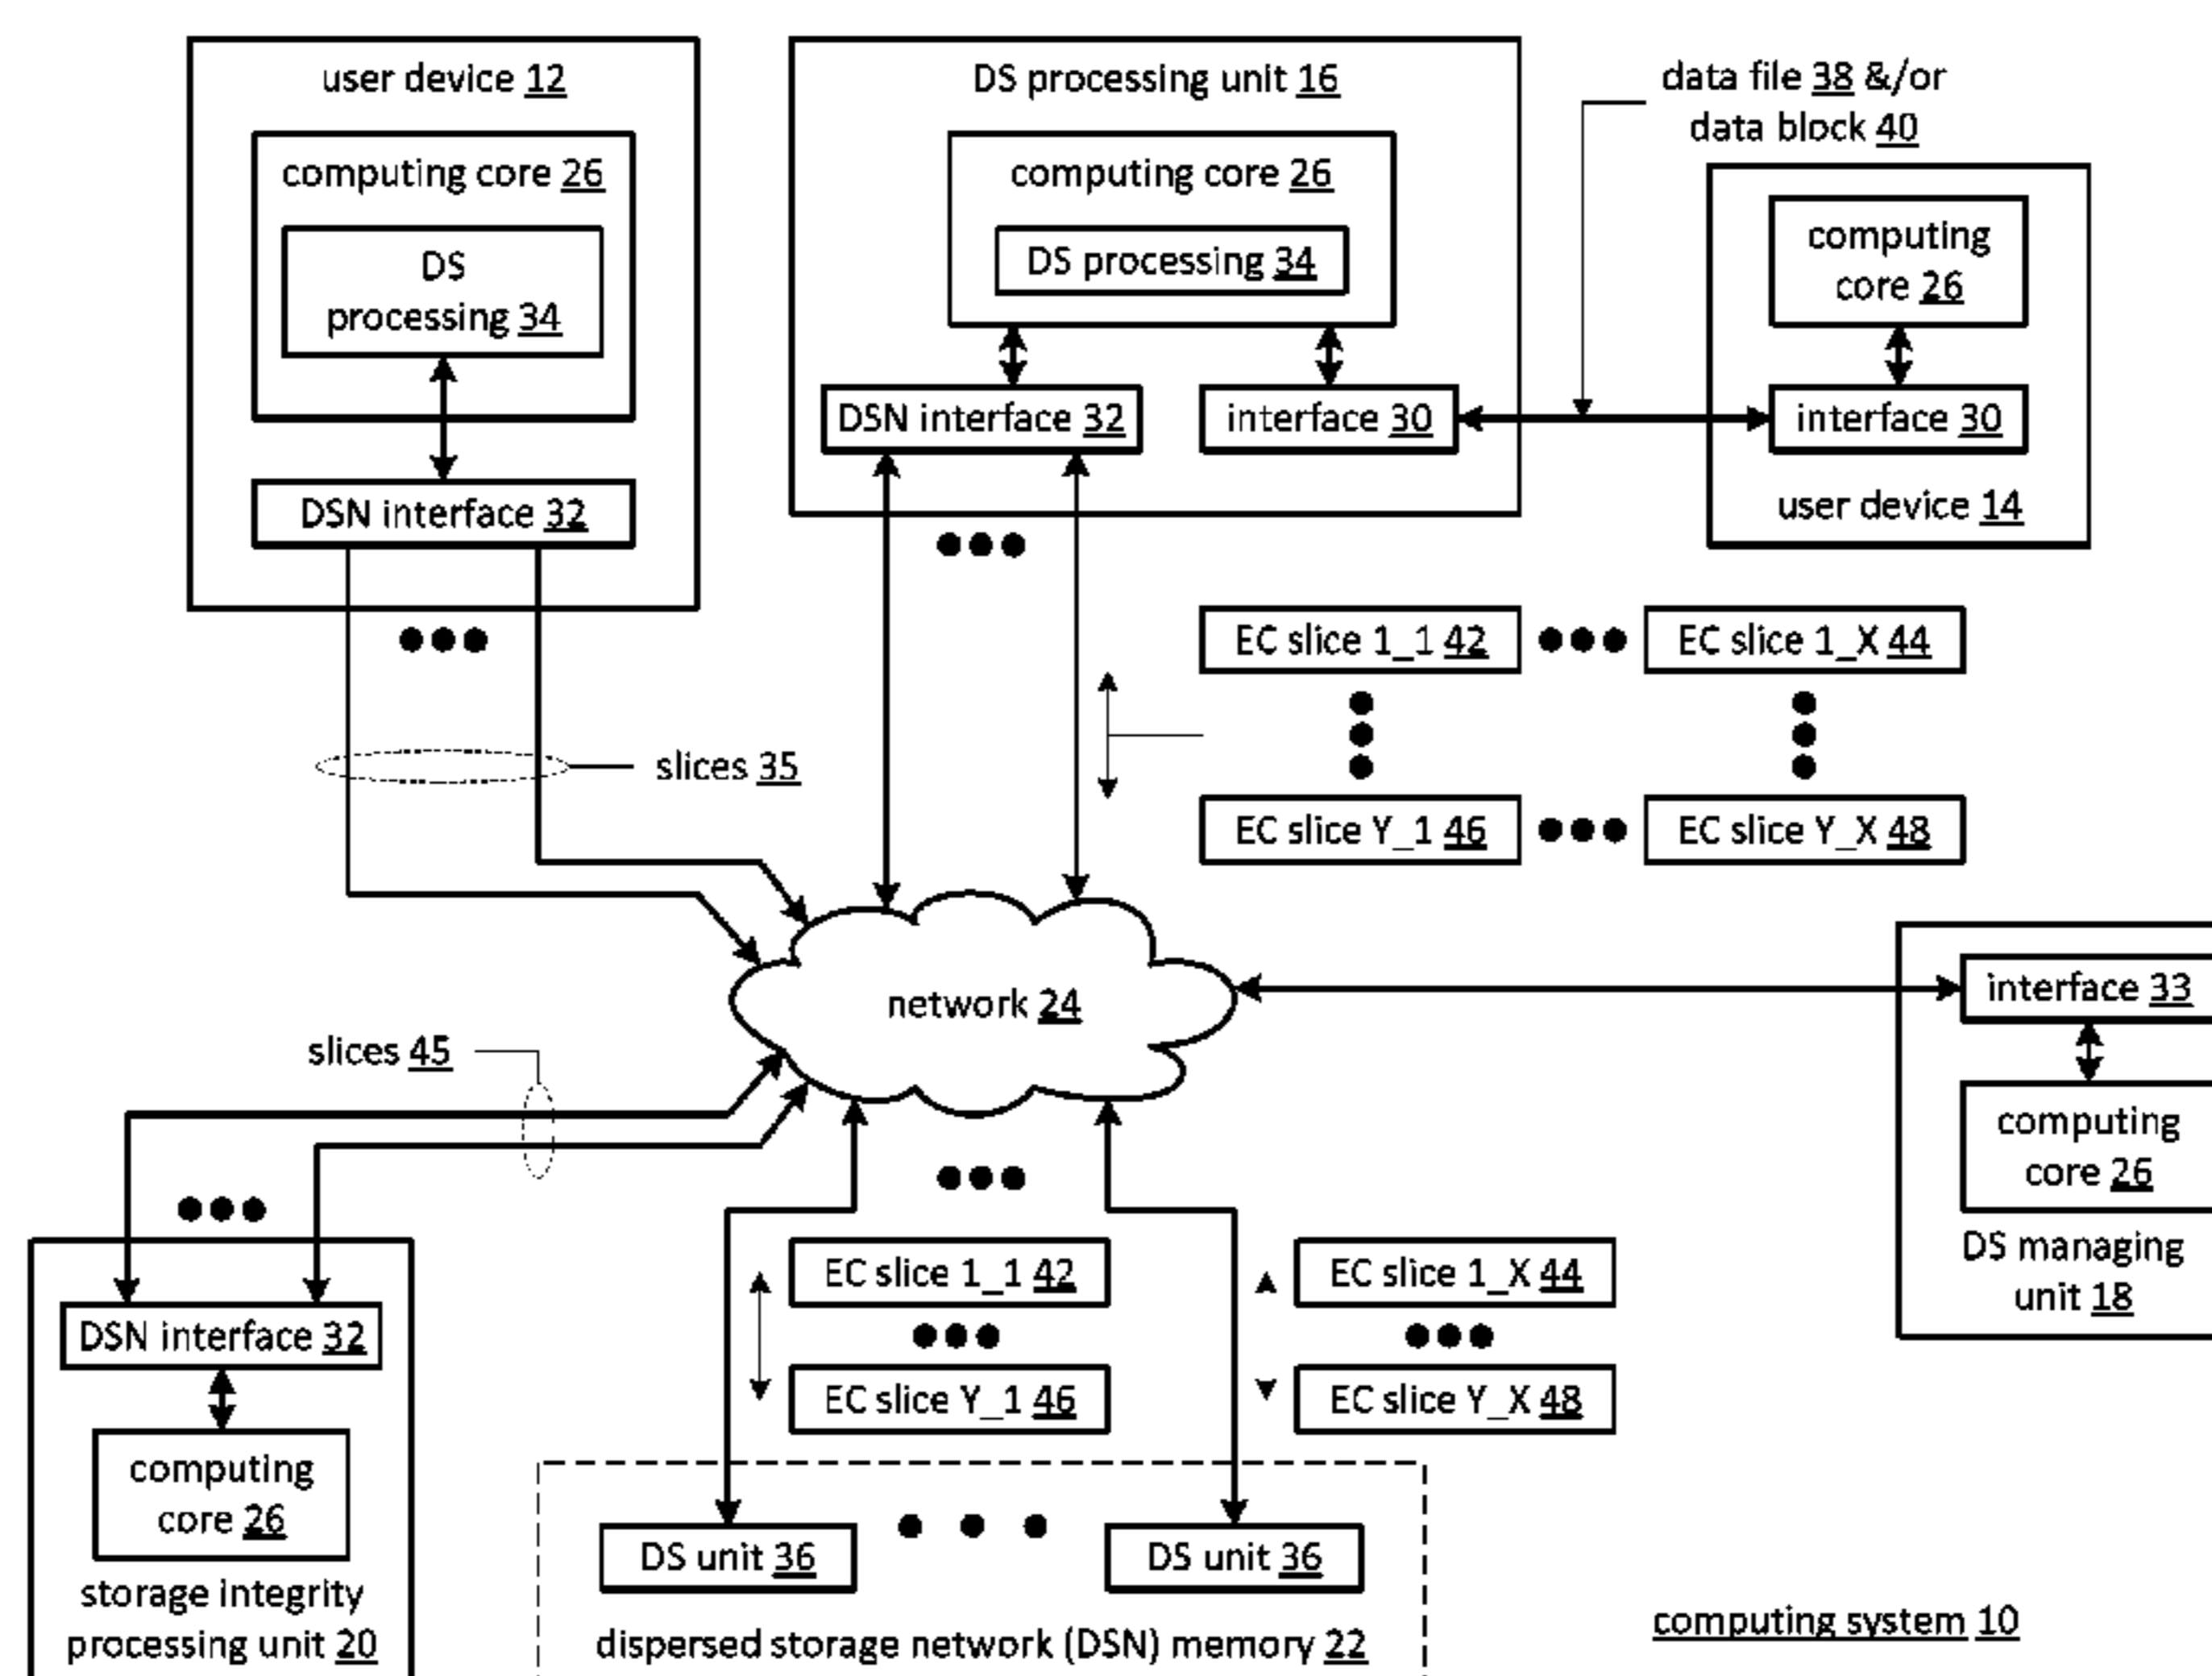 user device 12
computing core 26
DS
processing 34
DSN interface 32
slices 35
DS processing unit 16
computing core 26
DS processing 34
DSN interface 32
interface 30
data file 38 &/or
data block 40
computing
core 26
interface 30
user device 14
EC slice 1_1 42
EC slice 1_X 44
EC slice Y_1 46
EC slice Y_X 48
network 24
interface 33
computing
core 26
DS managing
unit 18
slices 45
DSN interface 32
computing
core 26
storage integrity
processing unit 20
EC slice 1_1 42
EC slice 1_X 44
EC slice Y_1 46
EC slice Y_X 48
DS unit 36
DS unit 36
dispersed storage network (DSN) memory 22
computing system 10